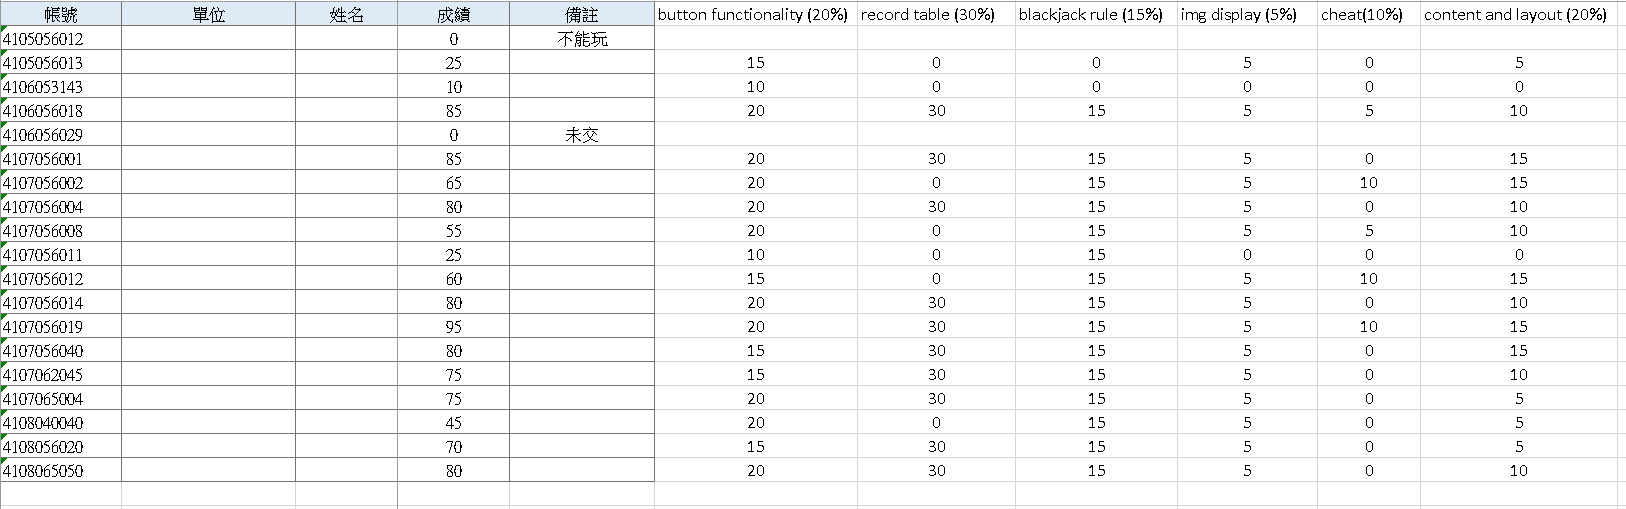 帳號 單位 姓名 成績 備註 button functionality (20%) record table (30%) blackjack rule (15%) img display (5%) cheat(10%) content and layout (20%)
4105056012 0 不能玩
4105056013 25 15 0 0 5 0 5
4106053143 10 10 0 0 0 0 0
4106056018 85 20 30 15 5 5 10
4106056029 0 未交
4107056001 85 20 30 15 5 0 15
4107056002 65 20 0 15 5 10 15
4107056004 80 20 30 15 5 0 10
4107056008 55 20 0 15 5 5 10
4107056011 25 10 0 15 0 0 0
4107056012 60 15 0 15 5 10 15
4107056014 80 20 30 15 5 0 10
4107056019 95 20 30 15 5 10 15
4107056040 80 15 30 15 5 0 15
4107062045 75 15 30 15 5 0 10
4107065004 75 20 30 15 5 0 5
4108040040 45 20 0 15 5 0 5
4108056020 70 15 30 15 5 0 5
4108065050 80 20 30 15 5 0 10